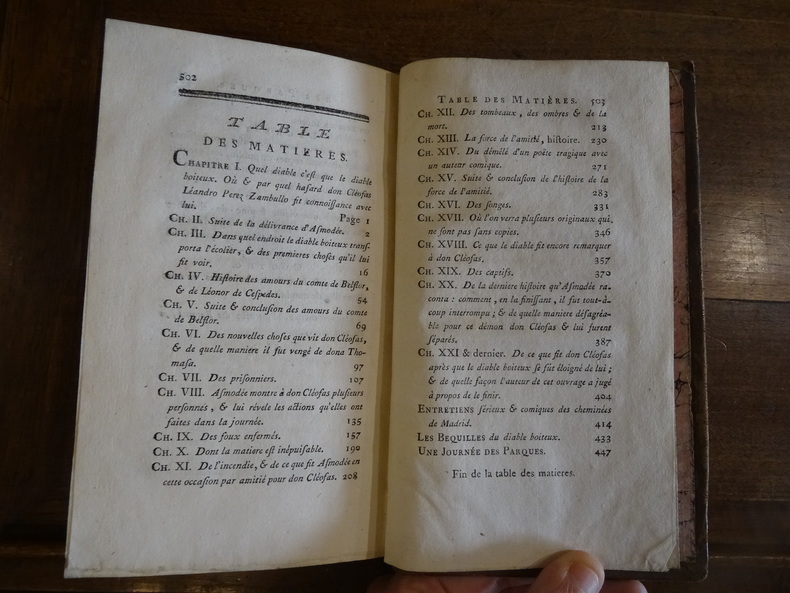 502
TABLE
DES MATIERES.
CHAPITRE I. Quel diable c'eſt que le diable
boiteux. Où & par quel haſard don Cléofas
Léandro Perez Zambullo fit connoiſſance avec
lui. Page 1
CH. II. Suite de la délivrance d'Aſmodée. 2
CH. III. Dans quel endroit le diable boiteux tranſ-
porta l'écolier, & des premieres choſes qu'il lui
fit voir. 16
CH. IV. Hiſtoire des amours du comte de Belflor,
& de Léonor de Ceſpedes. 54
CH. V. Suite & concluſion des amours du comte
de Belflor. 69
CH. VI. Des nouvelles choſes que vit don Cléofas,
& de quelle maniere il fut vengé de dona Tho-
maſa. 97
CH. VII. Des priſonniers. 107
CH. VIII. Aſmodée montre à don Cléofas pluſieurs
perſonnes, & lui révele les actions qu'elles ont
faites dans la journée. 135
CH. IX. Des foux enfermés. 157
CH. X. Dont la matiere eſt inépuiſable. 190
CH. XI. De l'incendie, & de ce que fit Aſmodée en
cette occaſion par amitié pour don Cléofas. 208
TABLE DES MATIÈRES. 503
CH. XII. Des tombeaux, des ombres & de la
mort. 213
CH. XIII. La force de l'amitié, hiſtoire. 230
CH. XIV. Du démêlé d'un poëte tragique avec
un auteur comique. 271
CH. XV. Suite & concluſion de l'hiſtoire de la
force de l'amitié. 283
CH. XVI. Des ſonges. 331
CH. XVII. Où l'on verra pluſieurs originaux qui
ne ſont pas ſans copies. 346
CH. XVIII. Ce que le diable fit encore remarquer
à don Cléofas. 357
CH. XIX. Des captifs. 370
CH. XX. De la derniere hiſtoire qu'Aſmodée ra-
conta : comment, en la finiſſant, il fut tout-à-
coup interrompu ; & de quelle maniere déſagréa-
ble pour ce démon don Cléofas & lui furent
ſéparés. 387
CH. XXI & dernier. De ce que fit don Cléofas
après que le diable boiteux ſe fut éloigné de lui ;
& de quelle façon l'auteur de cet ouvrage a jugé
à propos de le finir. 404
ENTRETIENS ſérieux & comiques des cheminées
de Madrid. 414
LES BEQUILLES du diable boiteux. 433
UNE JOURNÉE DES PARQUES. 447
Fin de la table des matieres.